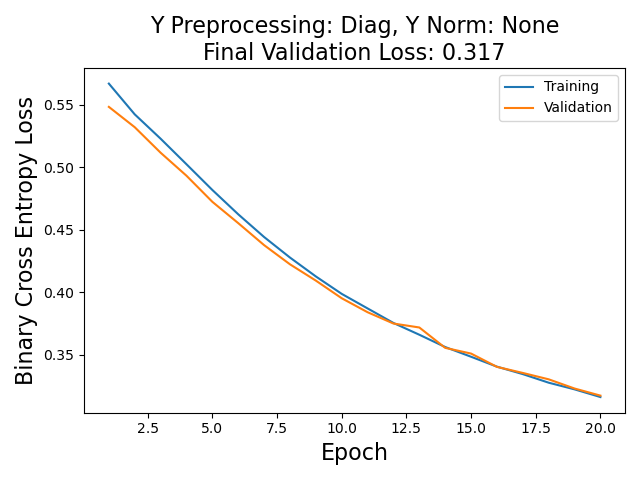 Y Preprocessing: Diag, Y Norm: None
Final Validation Loss: 0.317
Training
Validation
Binary Cross Entropy Loss
0.55
0.50
0.45
0.40
0.35
2.5
5.0
7.5
10.0
12.5
15.0
17.5
20.0
Epoch